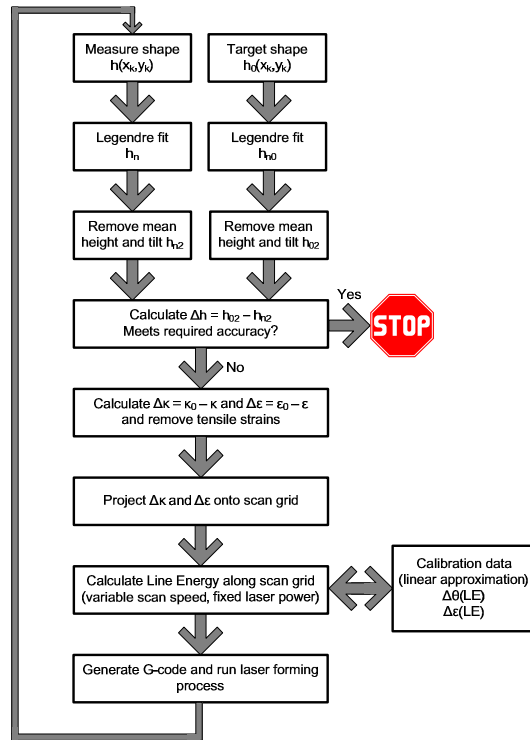 Measure shape
h(xₖ,yₖ)
Target shape
h₀(xₖ,yₖ)
Legendre fit
hₙ
Legendre fit
hₙ₀
Remove mean
height and tilt hₙ₂
Remove mean
height and tilt h₀₂
Calculate Δh = h₀₂ – hₙ₂
Meets required accuracy?
Yes
STOP
No
Calculate Δκ = κ₀ – κ and Δε = ε₀ – ε
and remove tensile strains
Project Δκ and Δε onto scan grid
Calculate Line Energy along scan grid
(variable scan speed, fixed laser power)
Calibration data
(linear approximation)
Δθ(LE)
Δε(LE)
Generate G-code and run laser forming
process